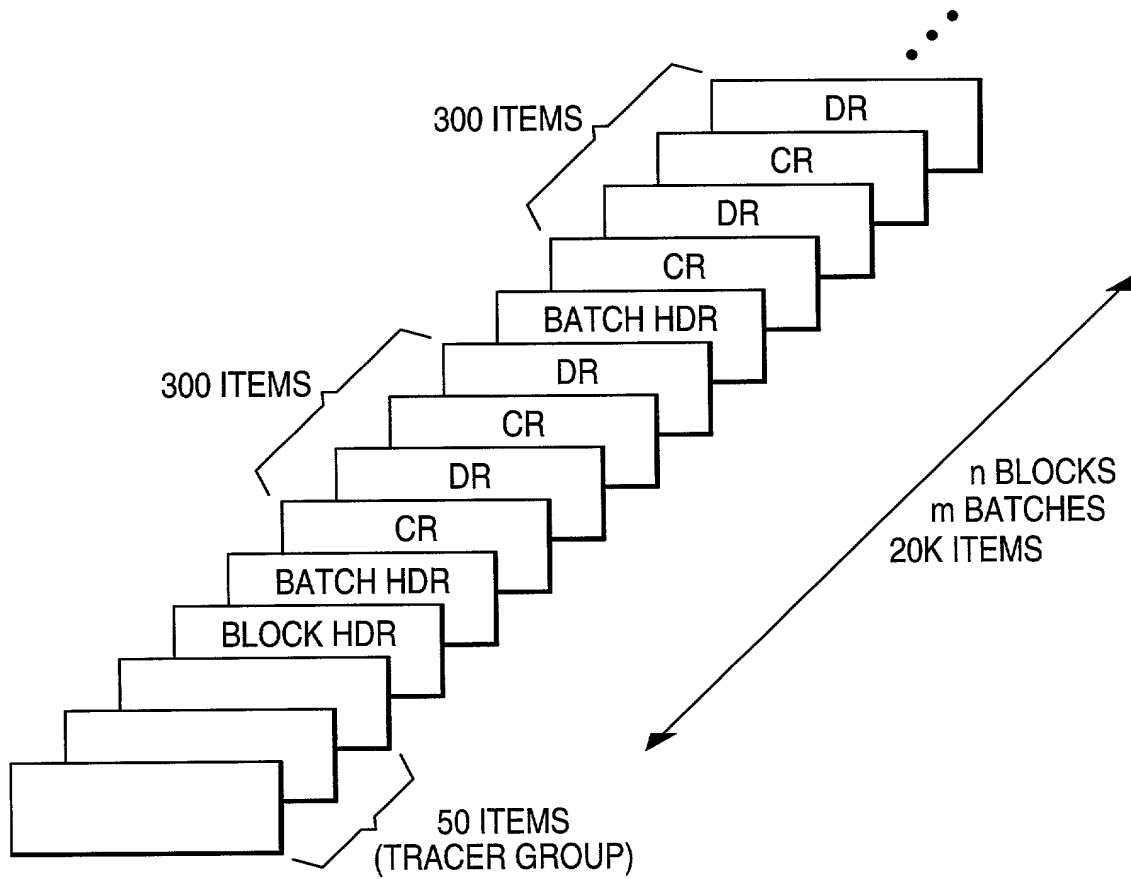 DR
300 ITEMS
CR
DR
CR
BATCH HDR
DR
300 ITEMS
CR
DR
n BLOCKS
m BATCHES
20K ITEMS
CR
BATCH HDR
BLOCK HDR
50 ITEMS
(TRACER GROUP)